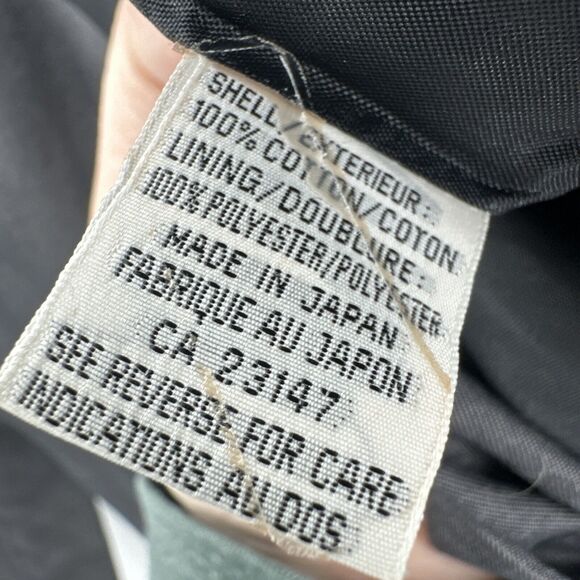 SHELL/EXTERIEUR:
100% COTTON/COTON
LINING/DOUBLURE:
100%POLYESTER/POLYESTER
MADE IN JAPAN
FABRIQUE AU JAPON
CA 23147
SEE REVERSE FOR CARE
INDICATIONS AU DOS